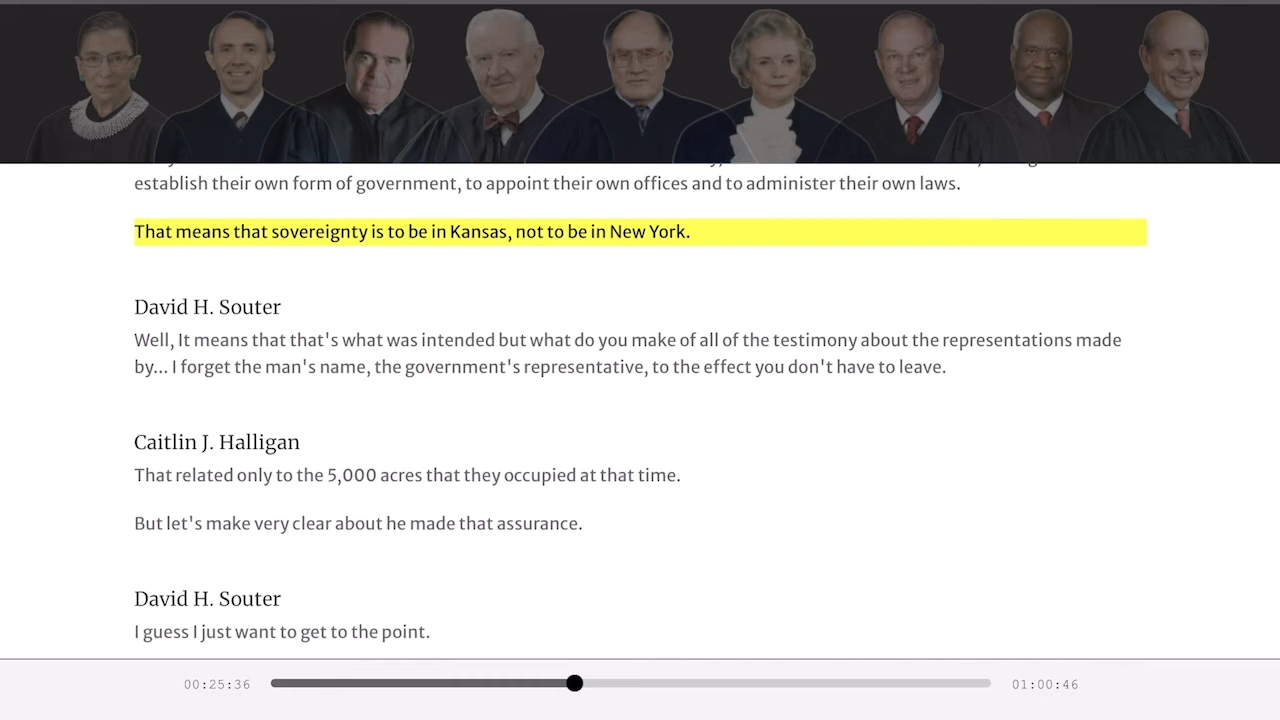 establish their own form of government, to appoint their own offices and to administer their own laws.
That means that sovereignty is to be in Kansas, not to be in New York.
David H. Souter
Well, It means that that's what was intended but what do you make of all of the testimony about the representations made
by... I forget the man's name, the government's representative, to the effect you don't have to leave.
Caitlin J. Halligan
That related only to the 5,000 acres that they occupied at that time.
But let's make very clear about he made that assurance.
David H. Souter
I guess I just want to get to the point.
00:25:36
01:00:46